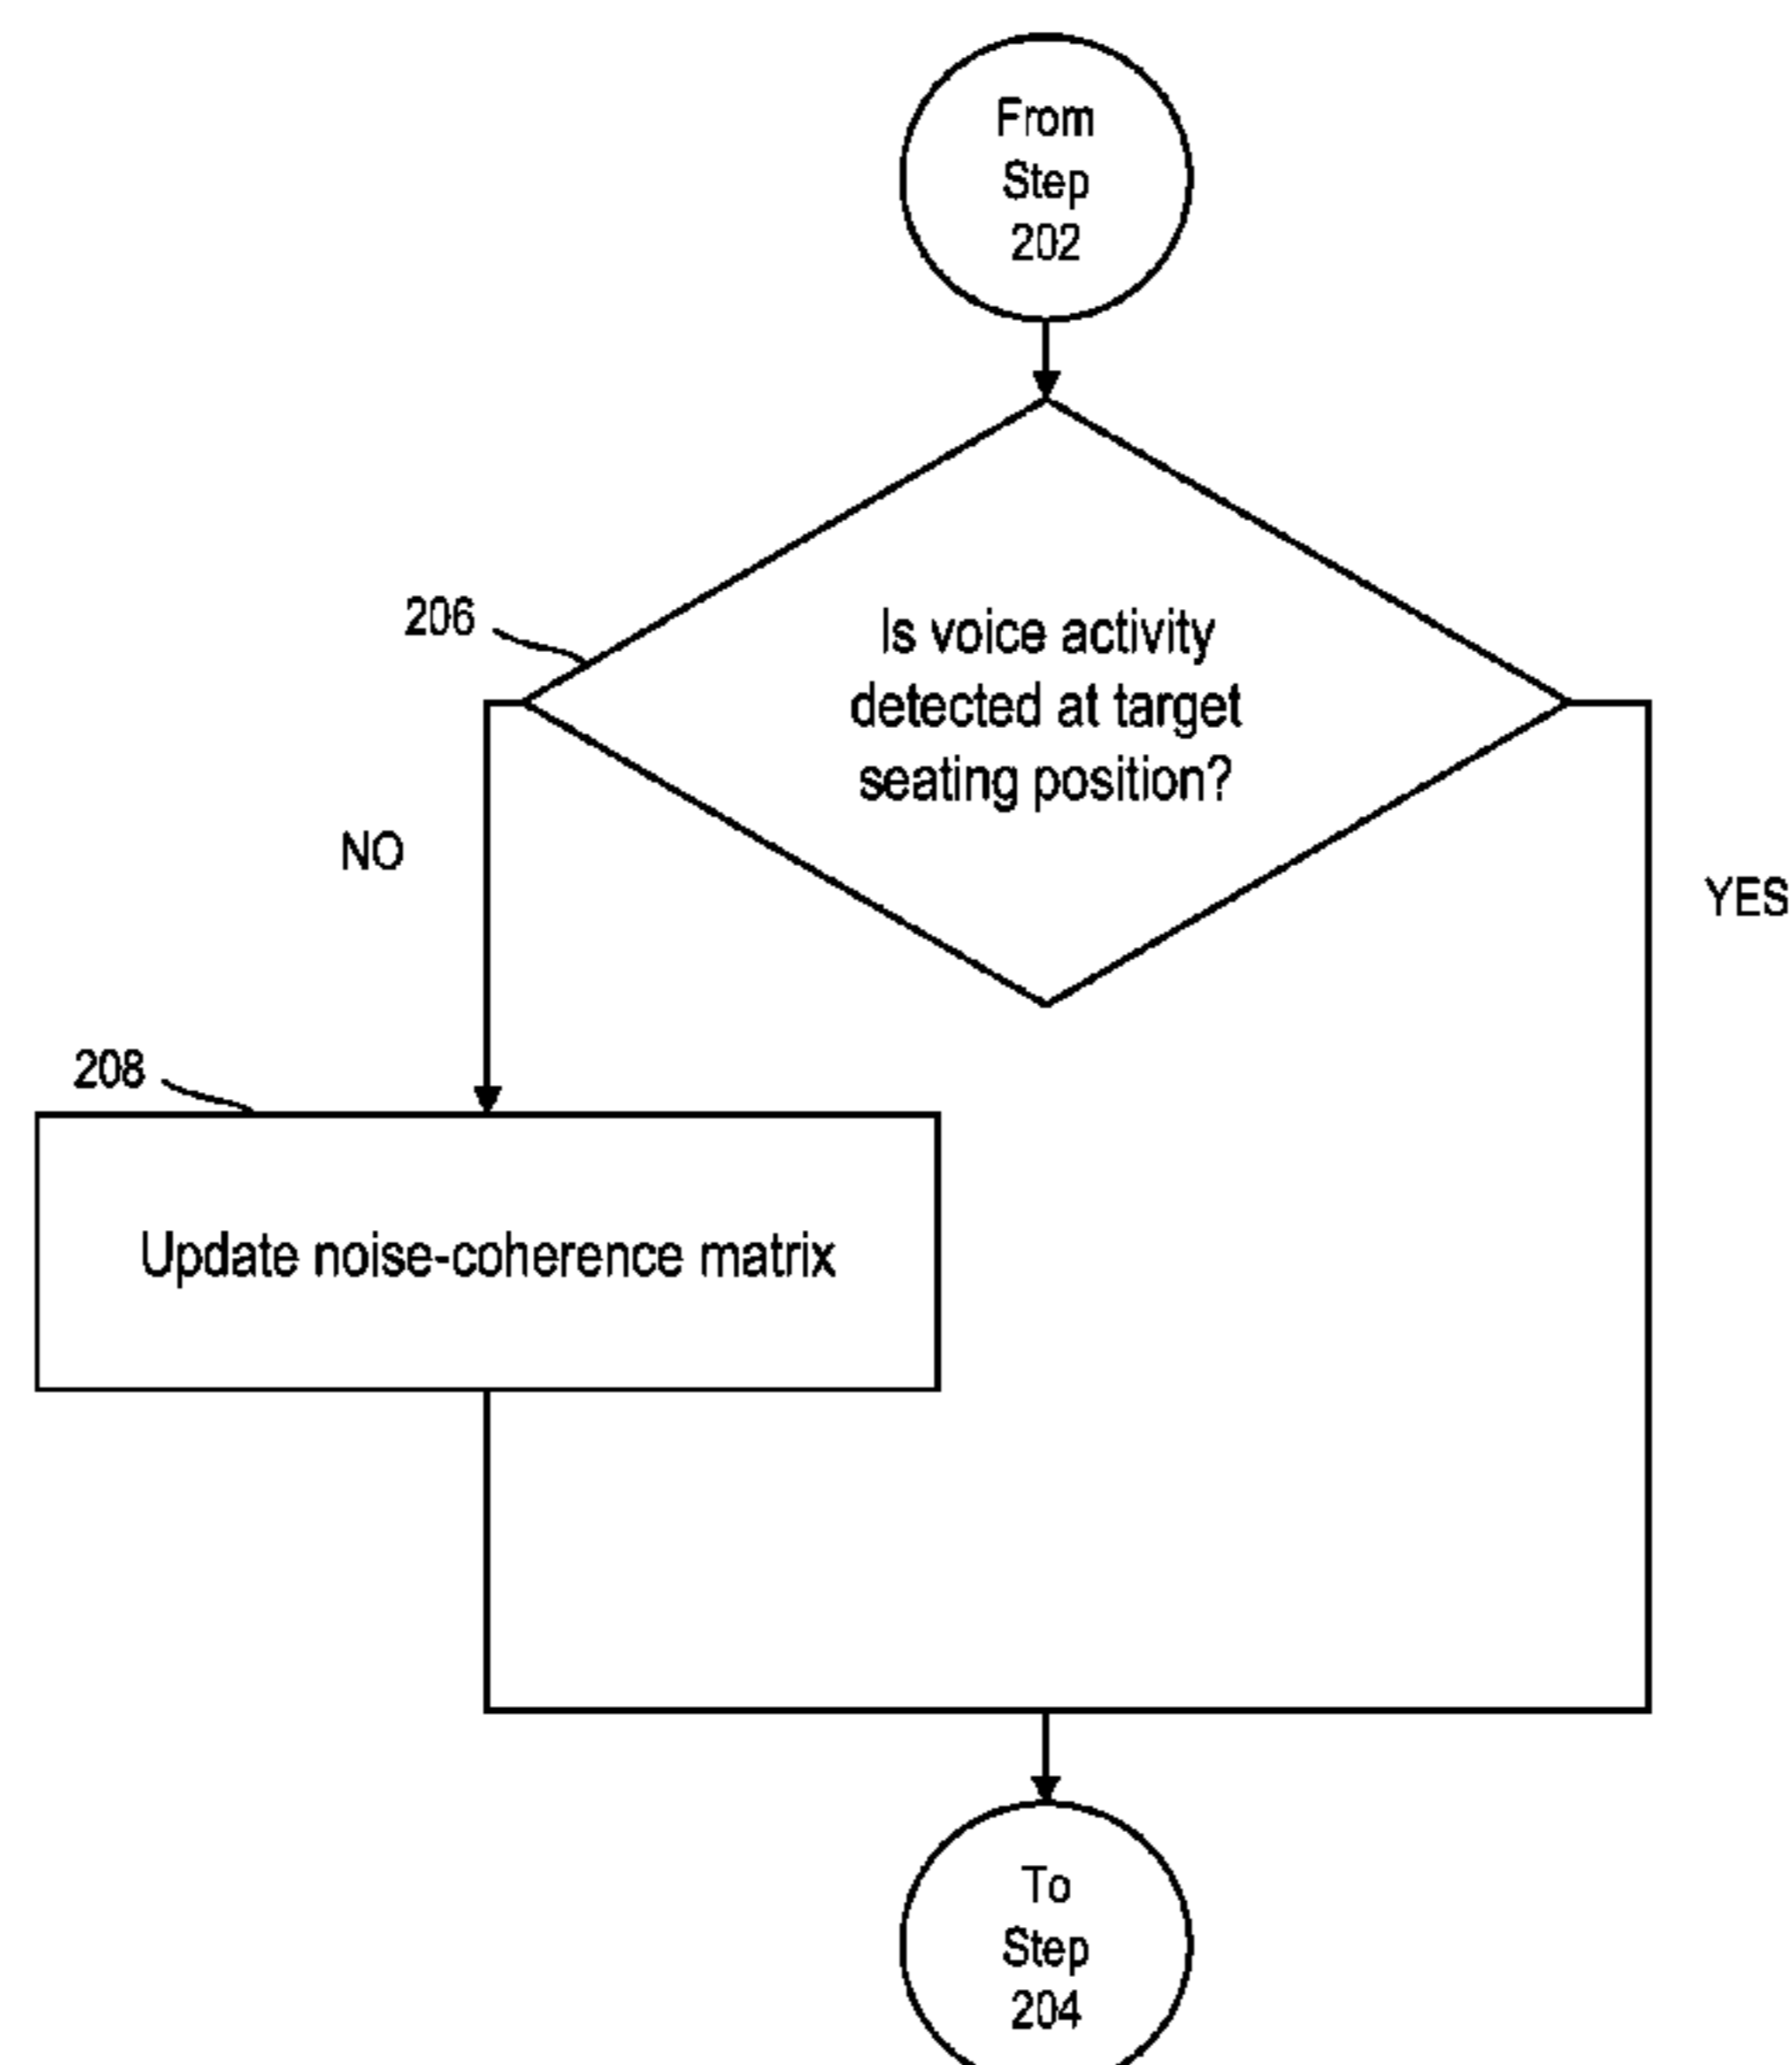 From
Step
202
206
Is voice activity
detected at target
seating position?
NO
YES
208
Update noise-coherence matrix
To
Step
204